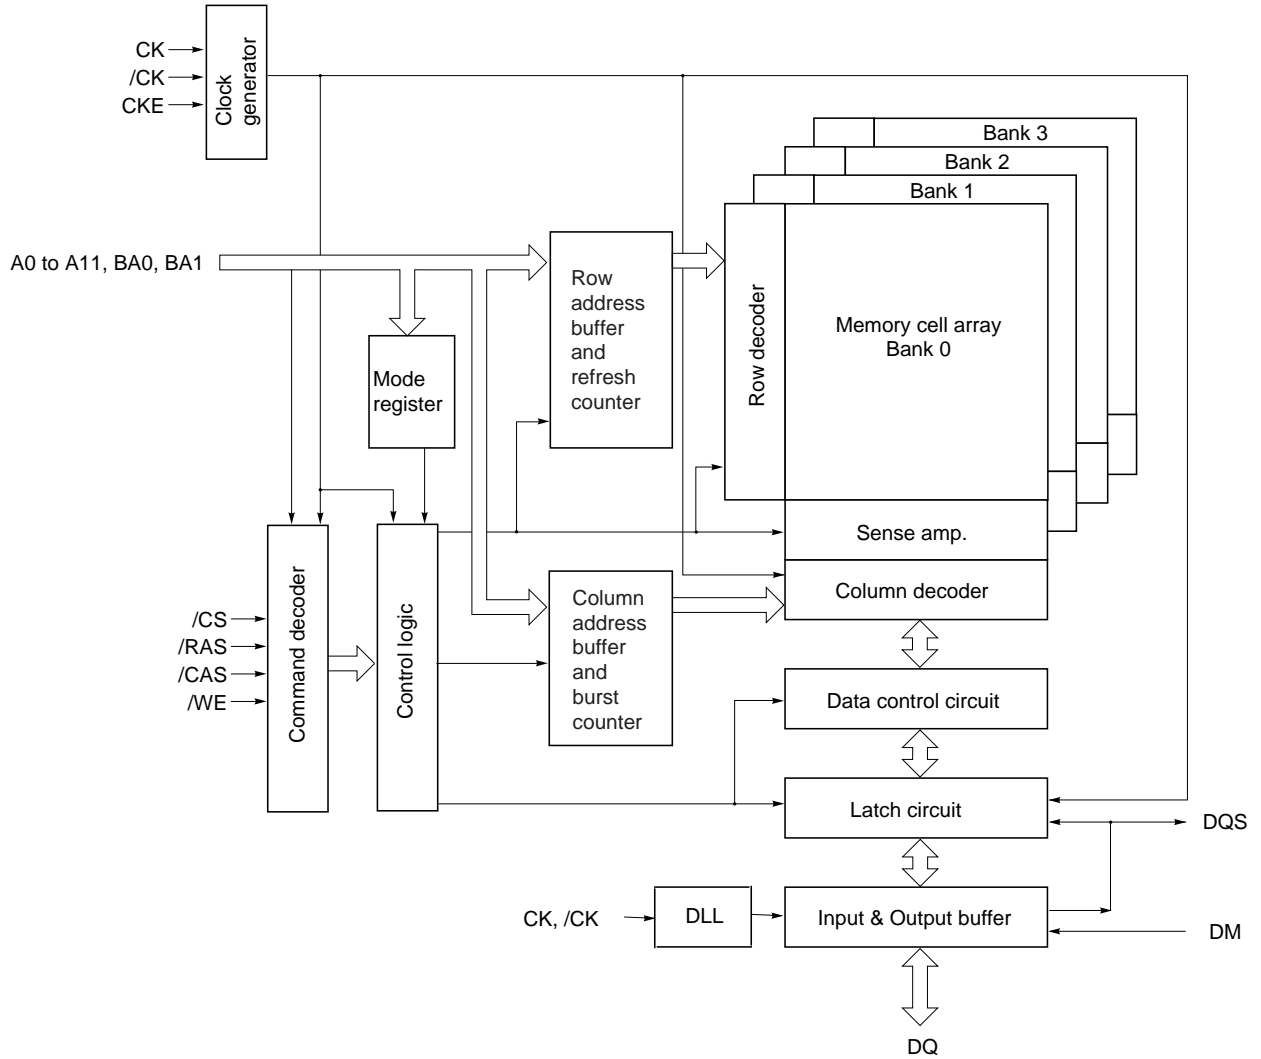 CK
/CK
CKE
Clock
generator
Bank 3
Bank 2
Bank 1
A0 to A11, BA0, BA1
Row
address
buffer
and
refresh
counter
Row decoder
Memory cell array
Bank 0
Mode
register
Sense amp.
Column decoder
Command decoder
Control logic
Column
address
buffer
and
burst
counter
/CS
/RAS
/CAS
/WE
Data control circuit
Latch circuit
DQS
CK, /CK
DLL
Input & Output buffer
DM
DQ